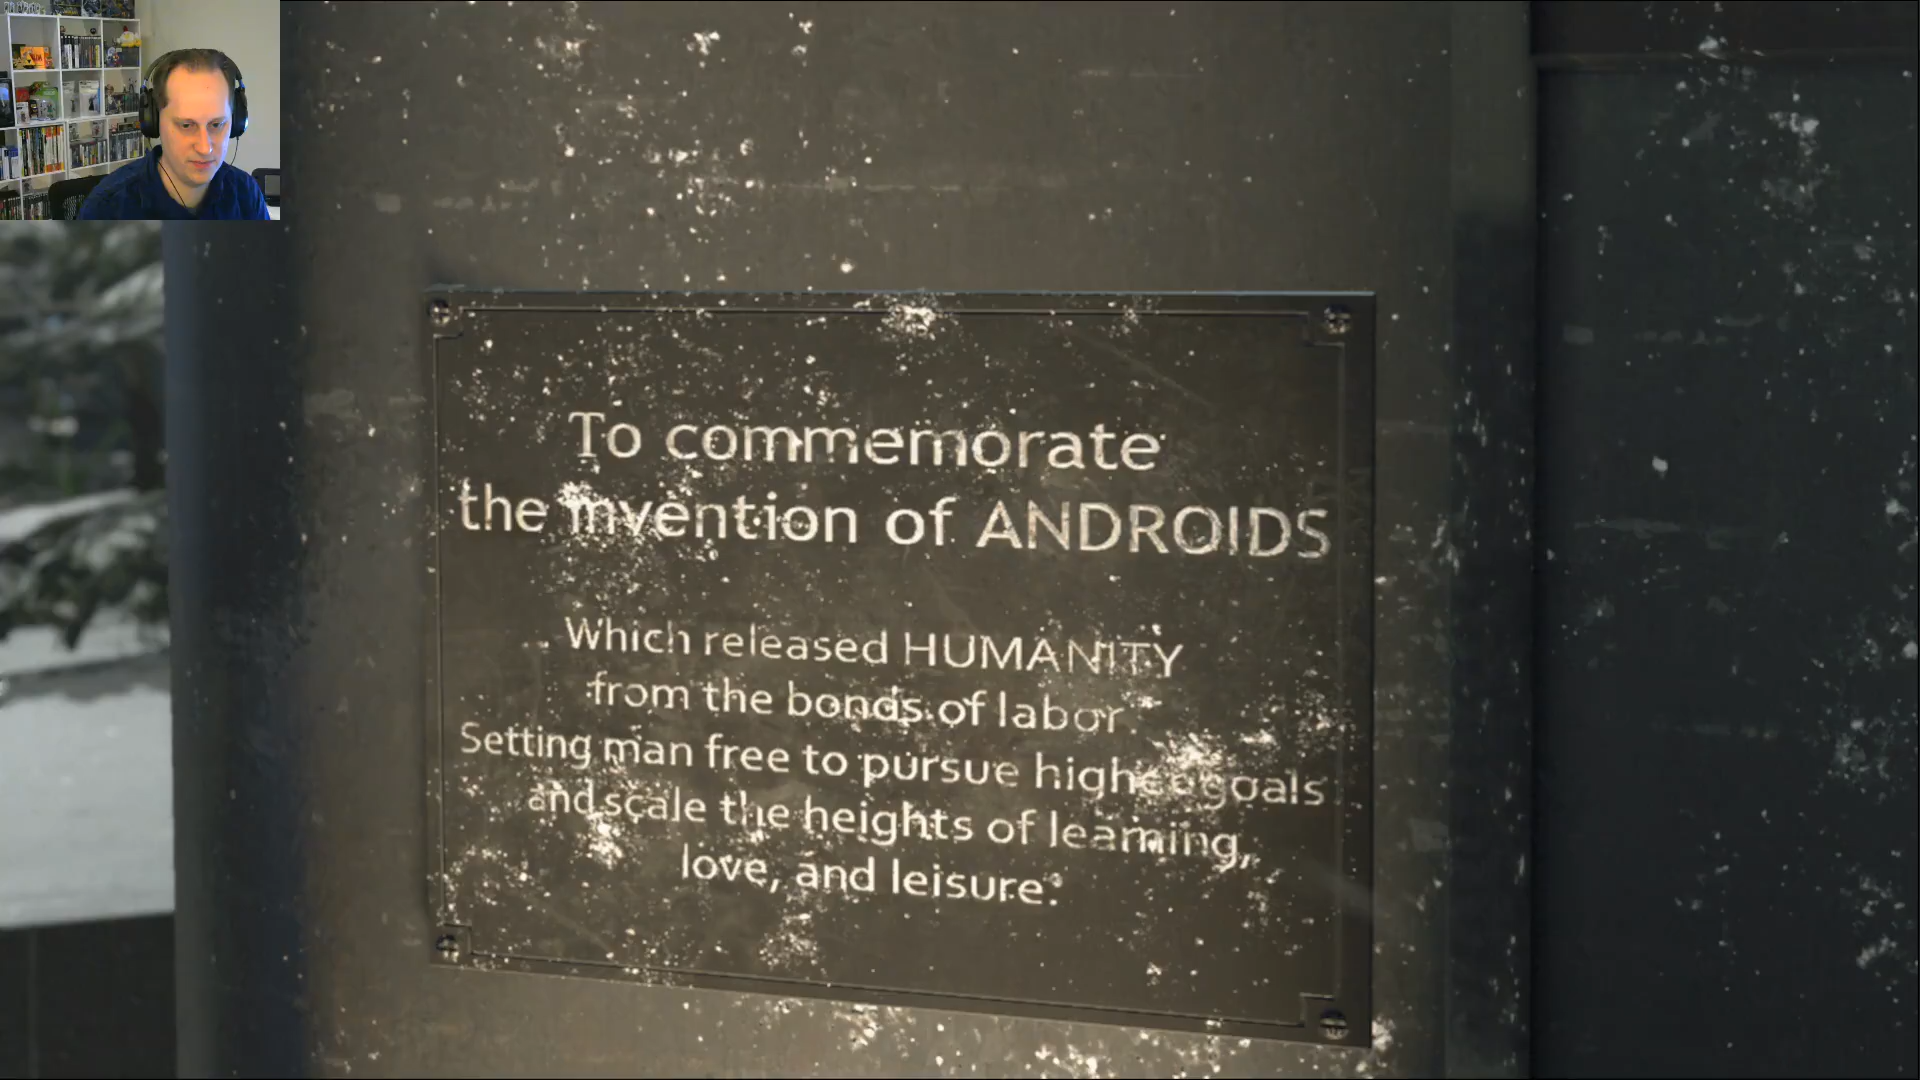 To commemorate
the invention of ANDROIDS
Which released HUMANITY
from the bonds of labor.
Setting man free to pursue higher goals
and scale the heights of learning,
love, and leisure.